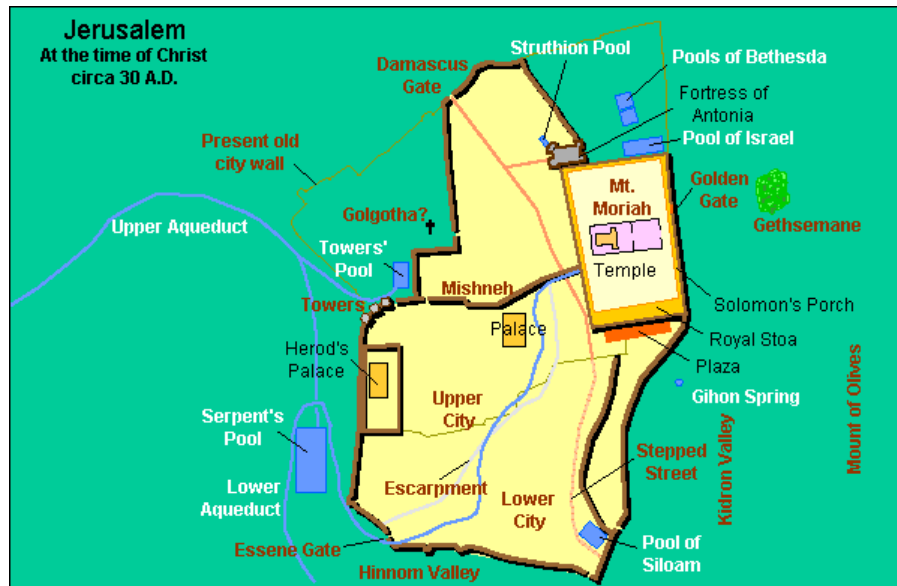 Jerusalem
At the time of Christ
circa 30 A.D.
Struthion Pool
Pools of Bethesda
Damascus
Gate
Fortress of
Antonia
Pool of Israel
Present old
city wall
Mt.
Moriah
Golden
Gate
Gethsemane
Golgotha?
Upper Aqueduct
Towers'
Pool
Temple
Mishneh
Towers
Solomon's Porch
Palace
Royal Stoa
Herod's
Palace
Plaza
Gihon Spring
Upper
City
Serpent's
Pool
Mount of Olives
Kidron Valley
Stepped
Street
Escarpment
Lower
City
Lower
Aqueduct
Essene Gate
Pool of
Siloam
Hinnom Valley